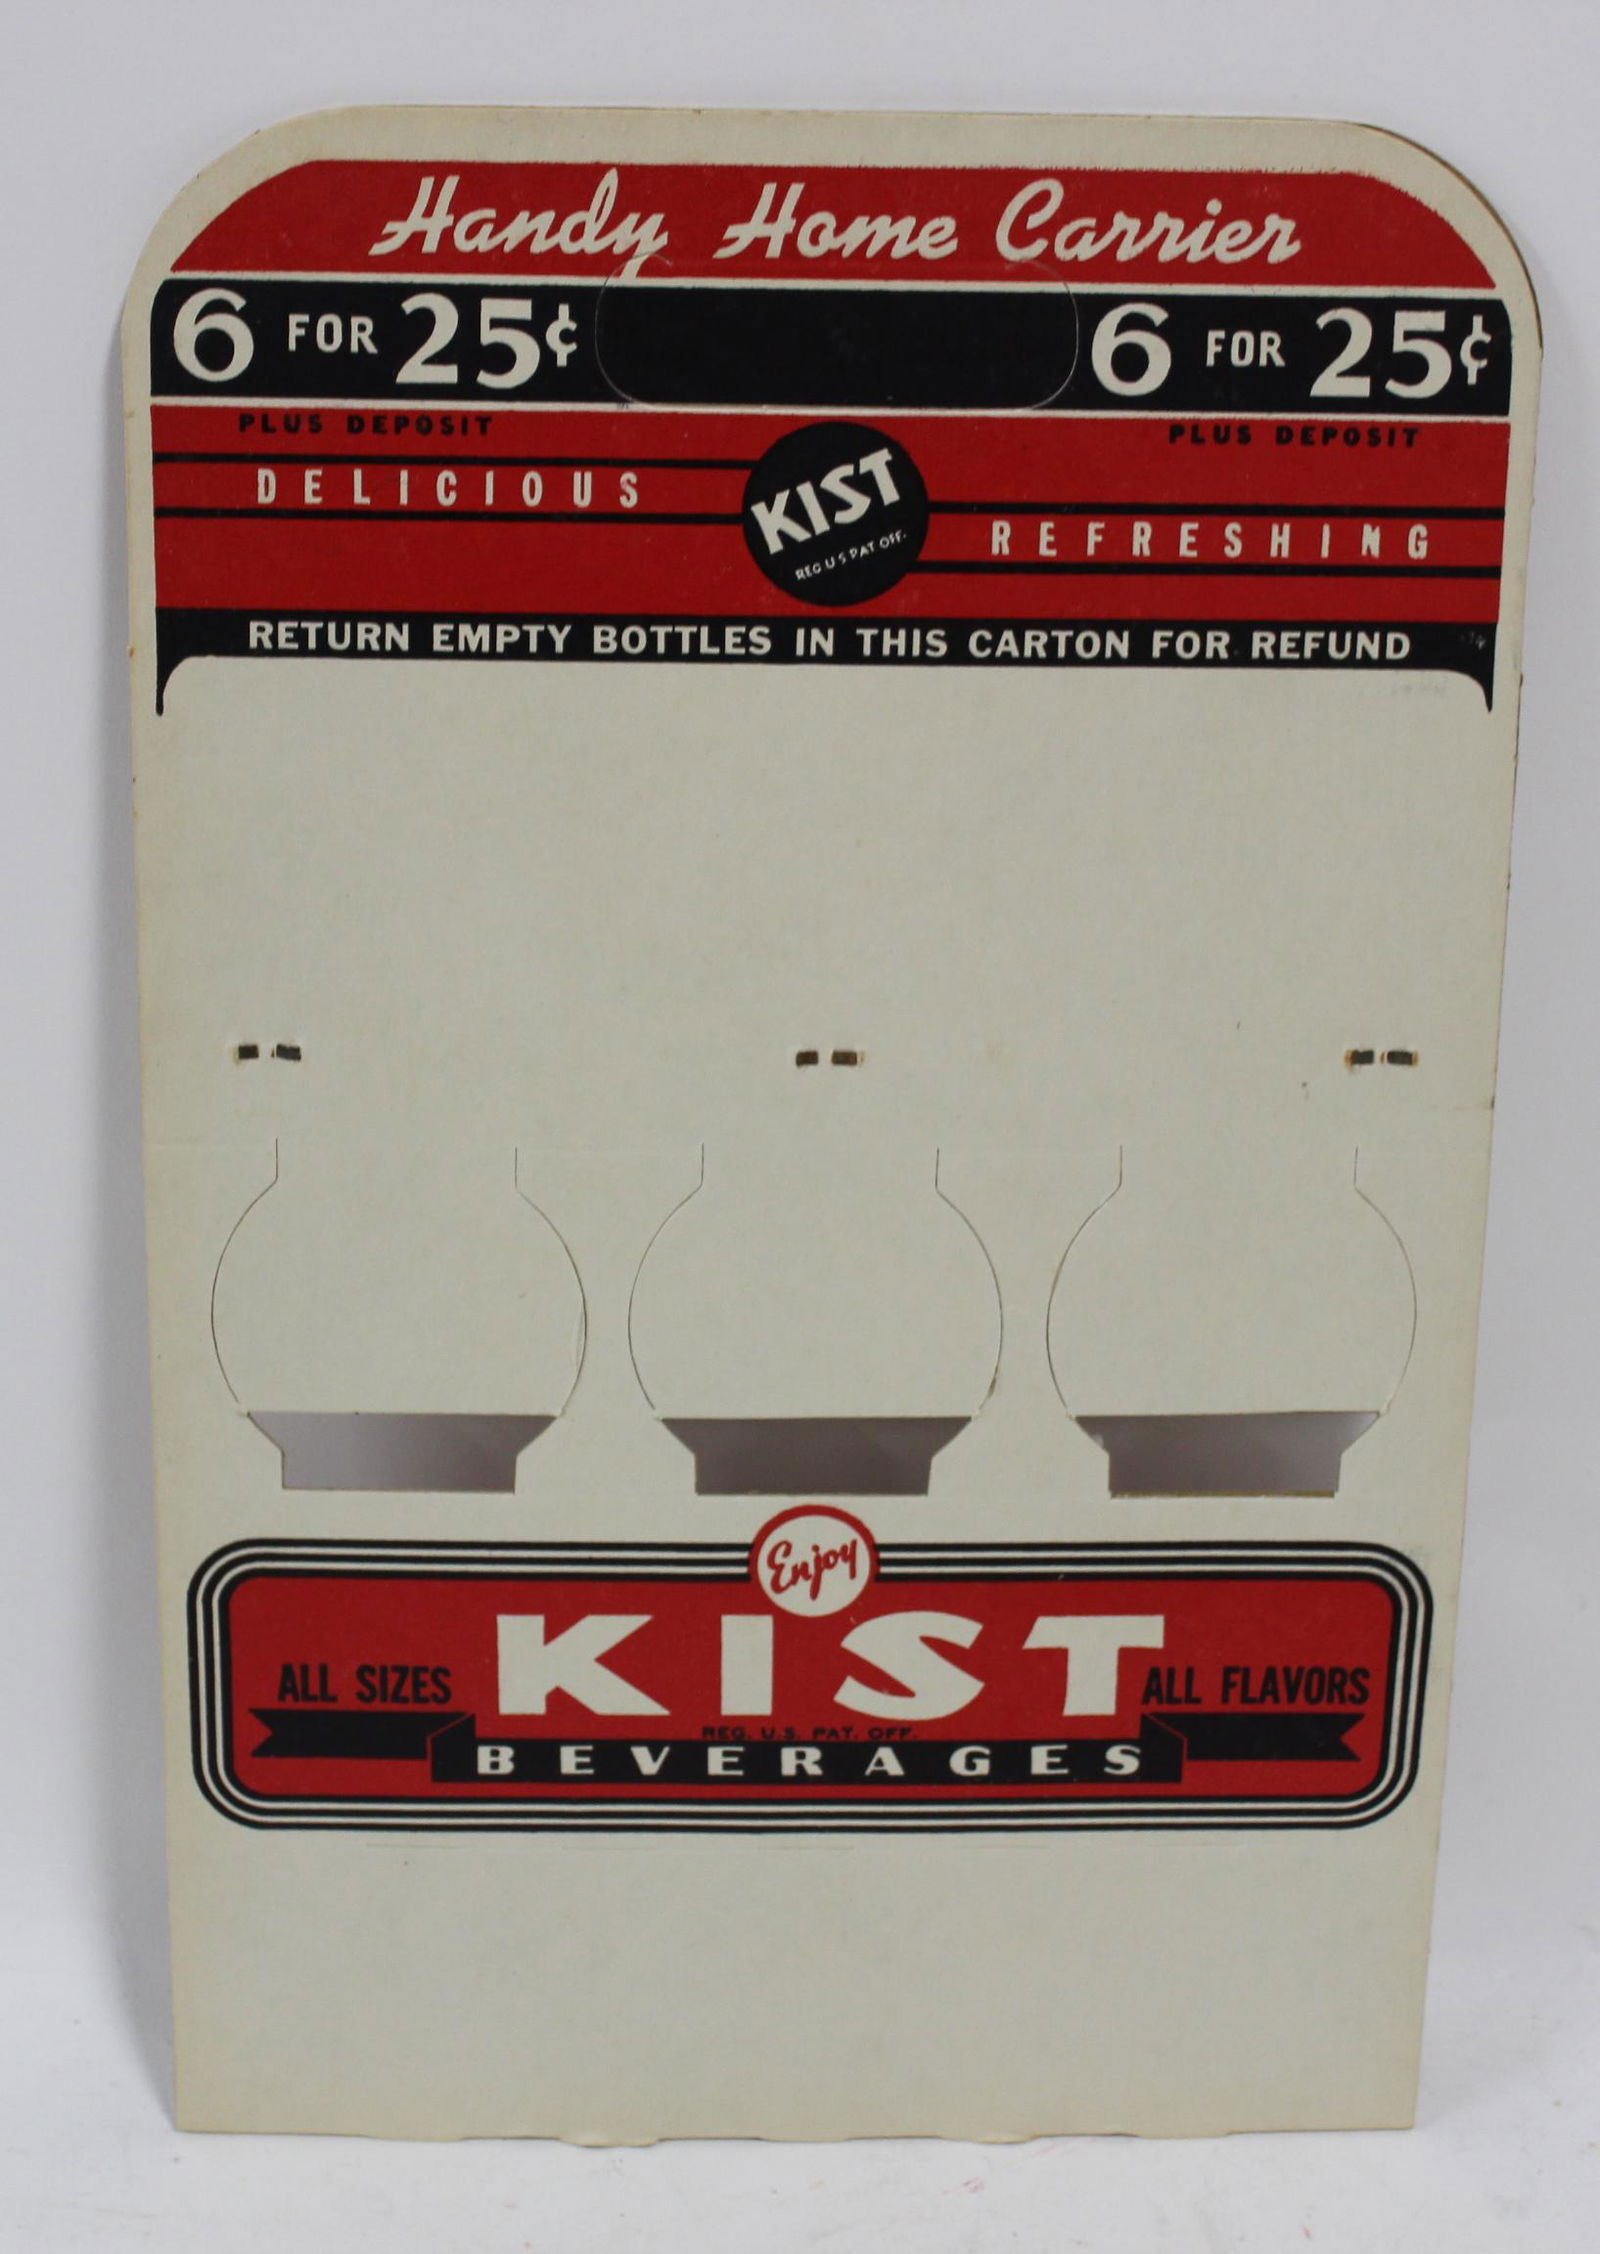 Handy Home Carrier
6 FOR 25¢ 6 FOR 25¢
PLUS DEPOSIT PLUS DEPOSIT
DELICIOUS
KIST
REG U S PAT OFF.
REFRESHING
RETURN EMPTY BOTTLES IN THIS CARTON FOR REFUND
Enjoy
KIST
ALL SIZES ALL FLAVORS
REG. U.S. PAT. OFF.
BEVERAGES